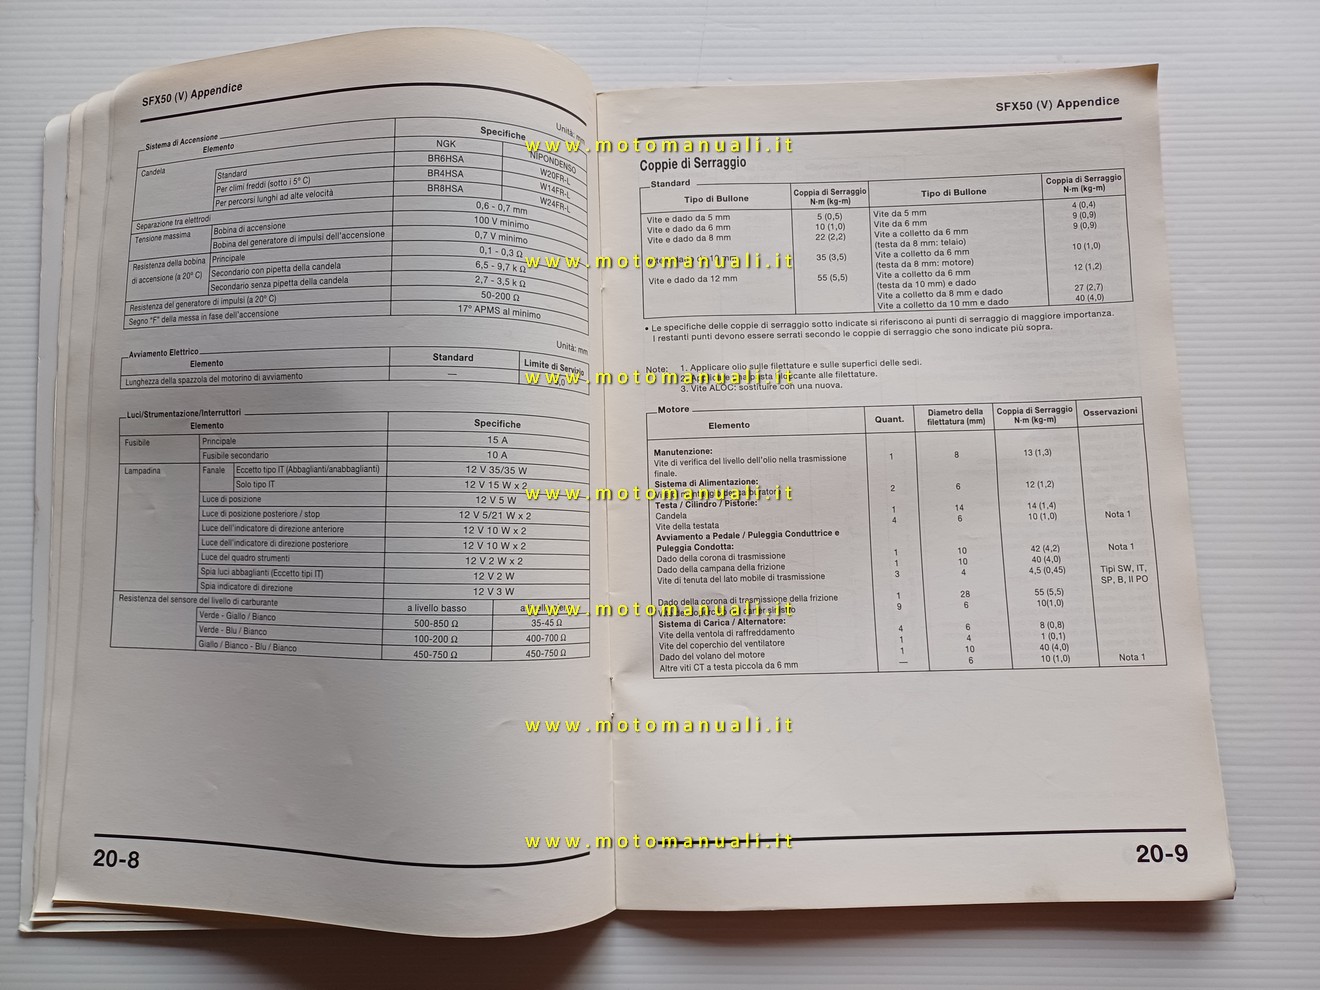 SFX50 (V) Appendice
Unità: mm
Sistema di Accensione
Elemento
Specifiche
NGK
NIPONDENSO
Candela
Standard
BR6HSA
W20FR-L
Per climi freddi (sotto i 5° C)
BR4HSA
W14FR-L
Per percorsi lunghi ad alte velocità
BR8HSA
W24FR-L
Separazione tra elettrodi
0,6 - 0,7 mm
Tensione massima
Bobina di accensione
100 V minimo
Bobina del generatore di impulsi dell'accensione
0,7 V minimo
Resistenza della bobina
di accensione (a 20° C)
Principale
0,1 - 0,3 Ω
Secondario con pipetta della candela
6,5 - 9,7 k Ω
Secondario senza pipetta della candela
2,7 - 3,5 k Ω
Resistenza del generatore di impulsi (a 20° C)
50-200 Ω
Segno "F" della messa in fase dell'accensione
17° APMS al minimo
Unità: mm
Avviamento Elettrico
Elemento
Standard
Limite di Servizio
Lunghezza della spazzola del motorino di avviamento
—
Luci/Strumentazione/Interruttori
Elemento
Specifiche
Fusibile
Principale
15 A
Fusibile secondario
10 A
Lampadina
Fanale
Eccetto tipo IT (Abbaglianti/anabbaglianti)
12 V 35/35 W
Solo tipo IT
12 V 15 W x 2
Luce di posizione
12 V 5 W
Luce di posizione posteriore / stop
12 V 5/21 W x 2
Luce dell'indicatore di direzione anteriore
12 V 10 W x 2
Luce dell'indicatore di direzione posteriore
12 V 10 W x 2
Luce del quadro strumenti
12 V 2 W x 2
Spia luci abbaglianti (Eccetto tipi IT)
12 V 2 W
Spia indicatore di direzione
12 V 3 W
Resistenza del sensore del livello di carburante
a livello basso
Verde - Giallo / Bianco
500-850 Ω
35-45 Ω
Verde - Blu / Bianco
100-200 Ω
400-700 Ω
Giallo / Bianco - Blu / Bianco
450-750 Ω
450-750 Ω
20-8
SFX50 (V) Appendice
Coppie di Serraggio
Standard
Tipo di Bullone
Coppia di Serraggio
N·m (kg-m)
Tipo di Bullone
Coppia di Serraggio
N·m (kg-m)
Vite e dado da 5 mm
5 (0,5)
Vite e dado da 6 mm
10 (1,0)
Vite e dado da 8 mm
22 (2,2)
35 (3,5)
Vite e dado da 12 mm
55 (5,5)
Vite da 5 mm
4 (0,4)
Vite da 6 mm
9 (0,9)
Vite a colletto da 6 mm
9 (0,9)
(testa da 8 mm: telaio)
Vite a colletto da 6 mm
10 (1,0)
(testa da 8 mm: motore)
Vite a colletto da 6 mm
12 (1,2)
(testa da 10 mm) e dado
Vite a colletto da 8 mm e dado
27 (2,7)
Vite a colletto da 10 mm e dado
40 (4,0)
• Le specifiche delle coppie di serraggio sotto indicate si riferiscono ai punti di serraggio di maggiore importanza.
I restanti punti devono essere serrati secondo le coppie di serraggio che sono indicate più sopra.
Note: 1. Applicare olio sulle filettature e sulle superfici delle sedi.
2. Applicare una pasta bloccante alle filettature.
3. Vite ALOC: sostituire con una nuova.
Motore
Elemento
Quant.
Diametro della
filettatura (mm)
Coppia di Serraggio
N·m (kg-m)
Osservazioni
Manutenzione:
Vite di verifica del livello dell'olio nella trasmissione
finale.
1
8
13 (1,3)
Sistema di Alimentazione:
2
6
12 (1,2)
Testa / Cilindro / Pistone:
Candela
1
14
14 (1,4)
Vite della testata
4
6
10 (1,0)
Nota 1
Avviamento a Pedale / Puleggia Conduttrice e
Puleggia Condotta:
Dado della corona di trasmissione
1
10
42 (4,2)
Nota 1
Dado della campana della frizione
1
10
40 (4,0)
Vite di tenuta del lato mobile di trasmissione
3
4
4,5 (0,45)
Tipi SW, IT,
SP, B, II PO
Dado della corona di trasmissione della frizione
1
28
55 (5,5)
9
6
10(1,0)
Sistema di Carica / Alternatore:
Vite della ventola di raffreddamento
4
6
8 (0,8)
Vite del coperchio del ventilatore
1
4
1 (0,1)
Dado del volano del motore
1
10
40 (4,0)
Altre viti CT a testa piccola da 6 mm
—
6
10 (1,0)
Nota 1
20-9
www.motomanuali.it
www.motomanuali.it
www.motomanuali.it
www.motomanuali.it
www.motomanuali.it
www.motomanuali.it
www.motomanuali.it